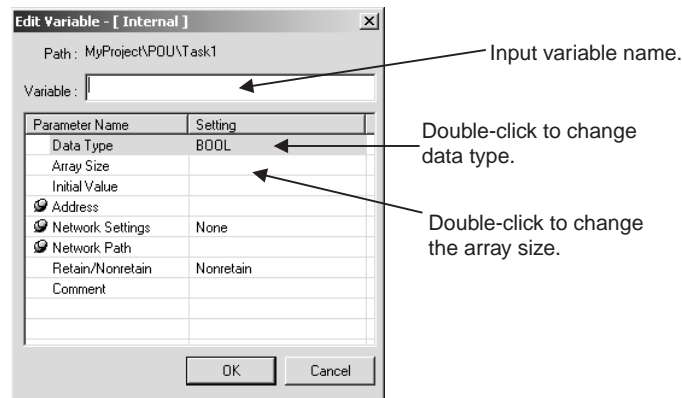 Edit Variable - [ Internal ]
Path : MyProject\POU\Task1
Variable :
Parameter Name Setting
Data Type BOOL
Array Size
Initial Value
Address
Network Settings None
Network Path
Retain/Nonretain Nonretain
Comment
OK Cancel
Input variable name.
Double-click to change
data type.
Double-click to change
the array size.